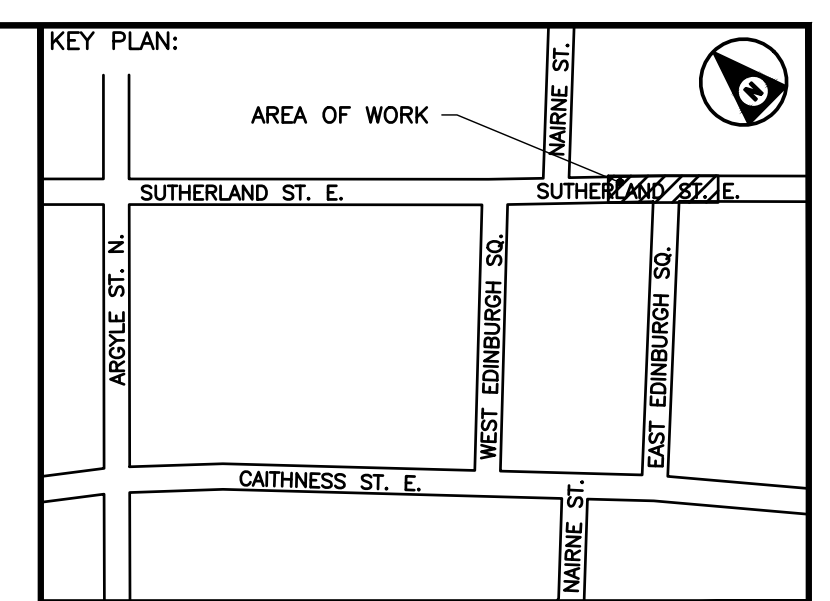 KEY PLAN:
NAIRNE ST.
N
AREA OF WORK
SUTHERLAND ST. E.
SUTHERLAND ST. E.
ARGYLE ST. N.
WEST EDINBURGH SQ.
EAST EDINBURGH SQ.
CAITHNESS ST. E.
NAIRNE ST.